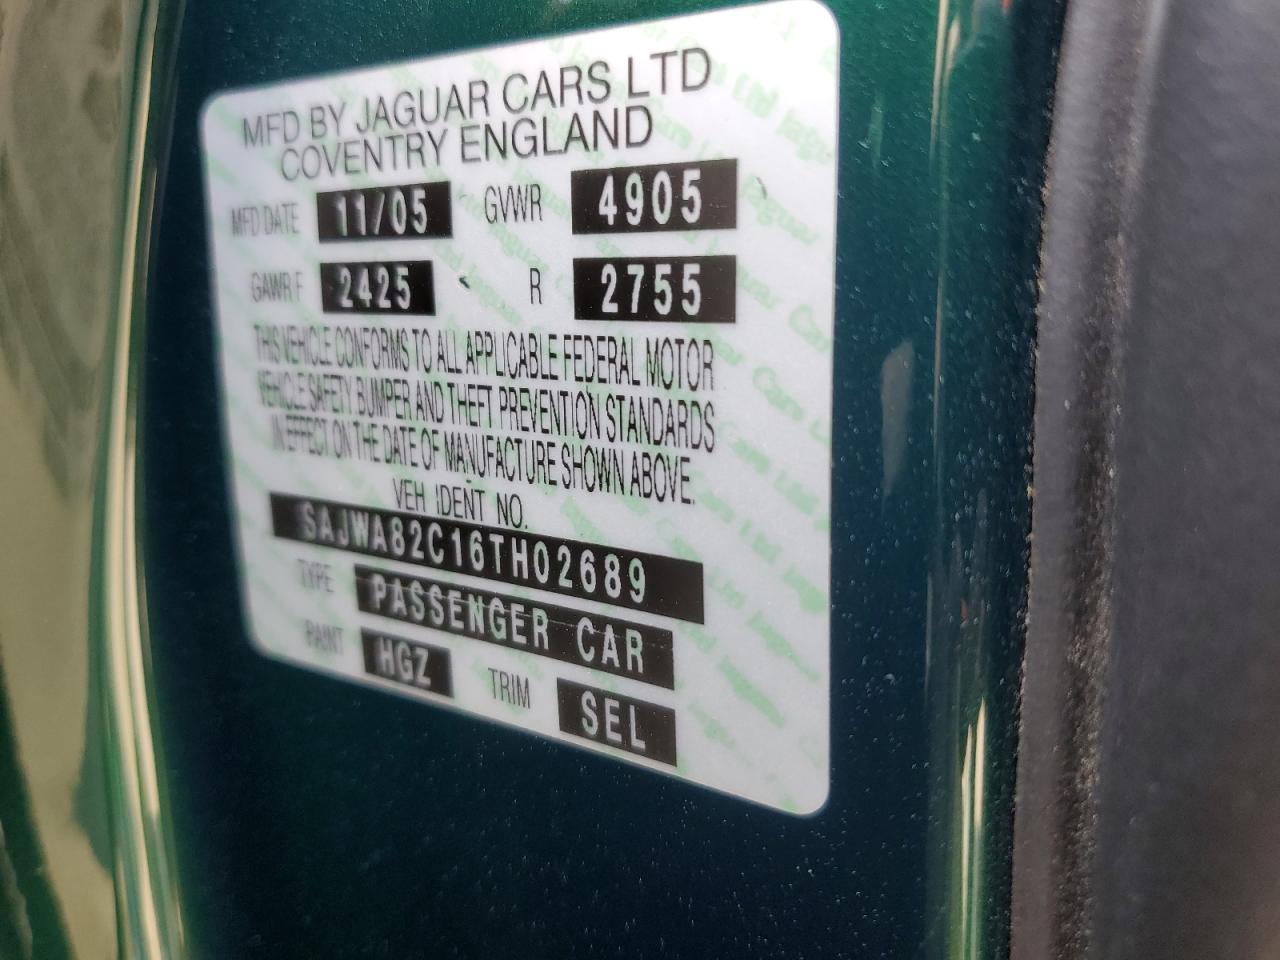 MFD BY JAGUAR CARS LTD
COVENTRY ENGLAND
MFD DATE 11/05 GVWR 4905
GAWR F 2425 R 2755
THIS VEHICLE CONFORMS TO ALL APPLICABLE FEDERAL MOTOR
VEHICLE SAFETY BUMPER AND THEFT PREVENTION STANDARDS
IN EFFECT ON THE DATE OF MANUFACTURE SHOWN ABOVE.
VEH IDENT NO.
SAJWA82C16TH02689
TYPE PASSENGER CAR
PAINT HGZ TRIM SEL